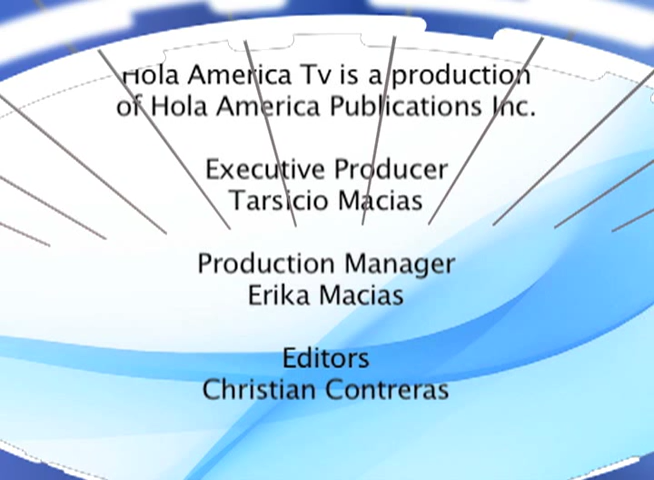 Hola America Tv is a production
of Hola America Publications Inc.
Executive Producer
Tarsicio Macias
Production Manager
Erika Macias
Editors
Christian Contreras